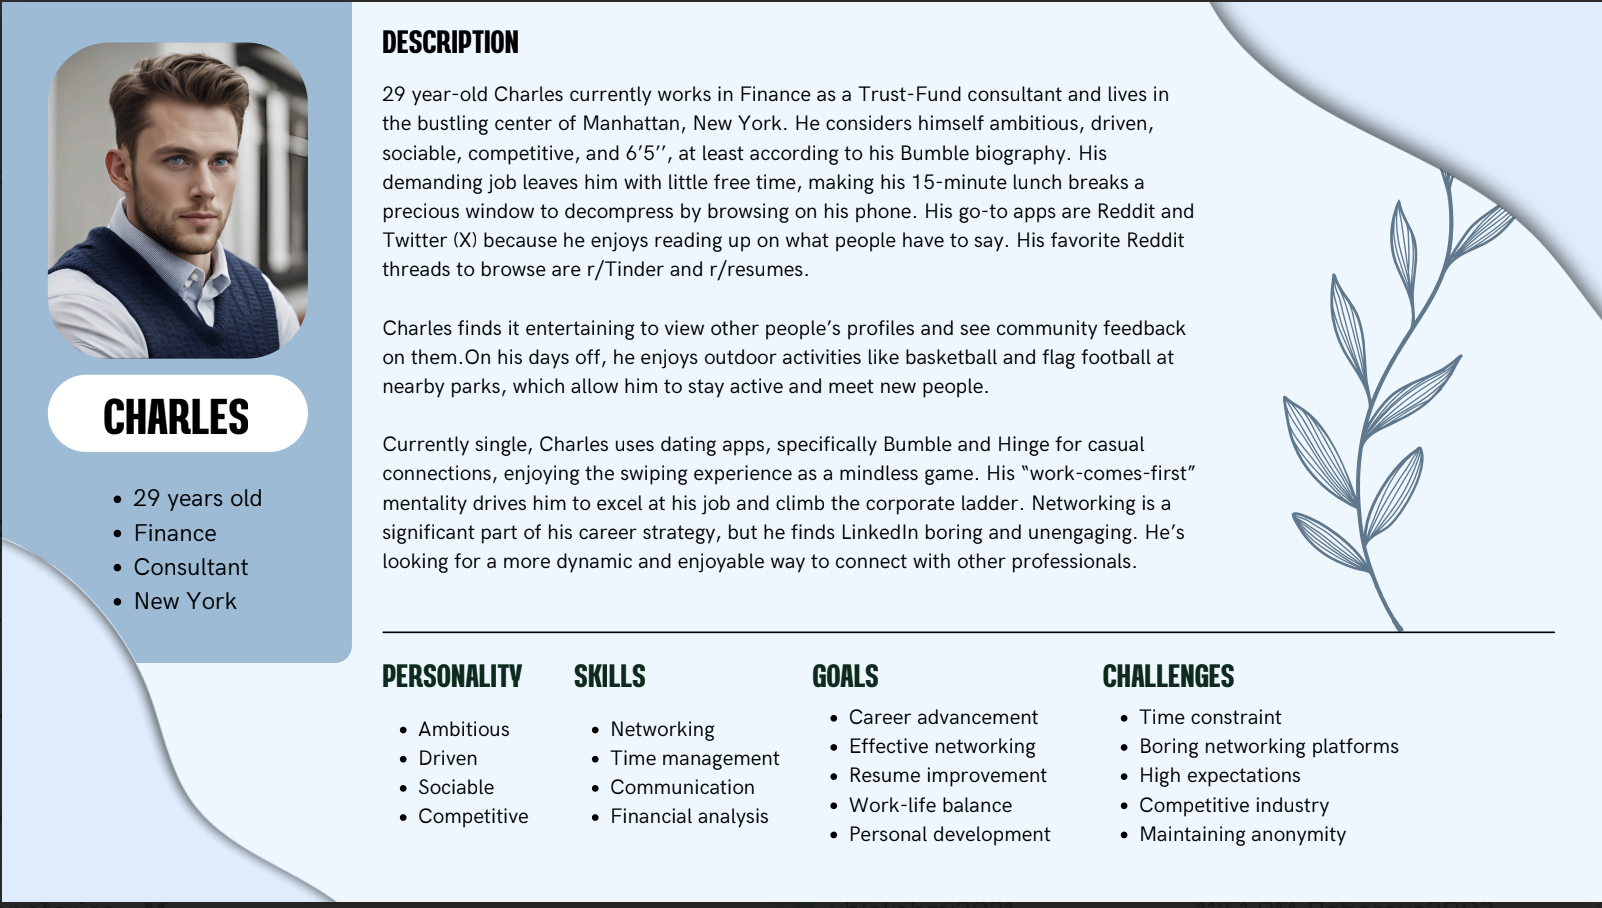 CHARLES
29 years old
Finance
Consultant
New York
DESCRIPTION
29 year-old Charles currently works in Finance as a Trust-Fund consultant and lives in
the bustling center of Manhattan, New York. He considers himself ambitious, driven,
sociable, competitive, and 6’5’’, at least according to his Bumble biography. His
demanding job leaves him with little free time, making his 15-minute lunch breaks a
precious window to decompress by browsing on his phone. His go-to apps are Reddit and
Twitter (X) because he enjoys reading up on what people have to say. His favorite Reddit
threads to browse are r/Tinder and r/resumes.
Charles finds it entertaining to view other people’s profiles and see community feedback
on them.On his days off, he enjoys outdoor activities like basketball and flag football at
nearby parks, which allow him to stay active and meet new people.
Currently single, Charles uses dating apps, specifically Bumble and Hinge for casual
connections, enjoying the swiping experience as a mindless game. His “work-comes-first”
mentality drives him to excel at his job and climb the corporate ladder. Networking is a
significant part of his career strategy, but he finds LinkedIn boring and unengaging. He’s
looking for a more dynamic and enjoyable way to connect with other professionals.
PERSONALITY
Ambitious
Driven
Sociable
Competitive
SKILLS
Networking
Time management
Communication
Financial analysis
GOALS
Career advancement
Effective networking
Resume improvement
Work-life balance
Personal development
CHALLENGES
Time constraint
Boring networking platforms
High expectations
Competitive industry
Maintaining anonymity